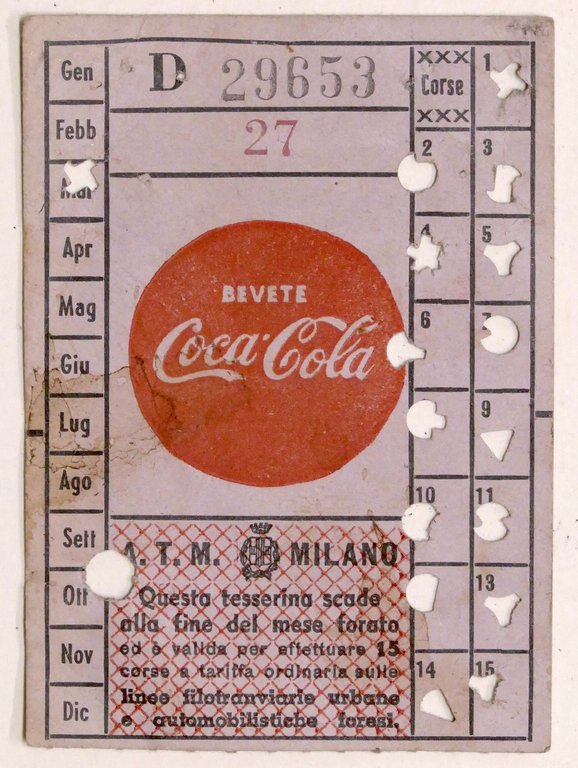 Gen
Febb
Mar
Apr
Mag
Giu
Lug
Ago
Sett
Ott
Nov
Dic
D 29653
27
BEVETE
Coca-Cola
A. T. M. MILANO
Questa tesserina scade
alla fine del mese forato
ed è valida per effettuare 15
corse a tariffa ordinaria sulle
linee filotranviarie urbane
e automobilistiche foresi.
XXX
Corse
XXX
1
2
3
4
5
6
7
9
10
11
13
14
15